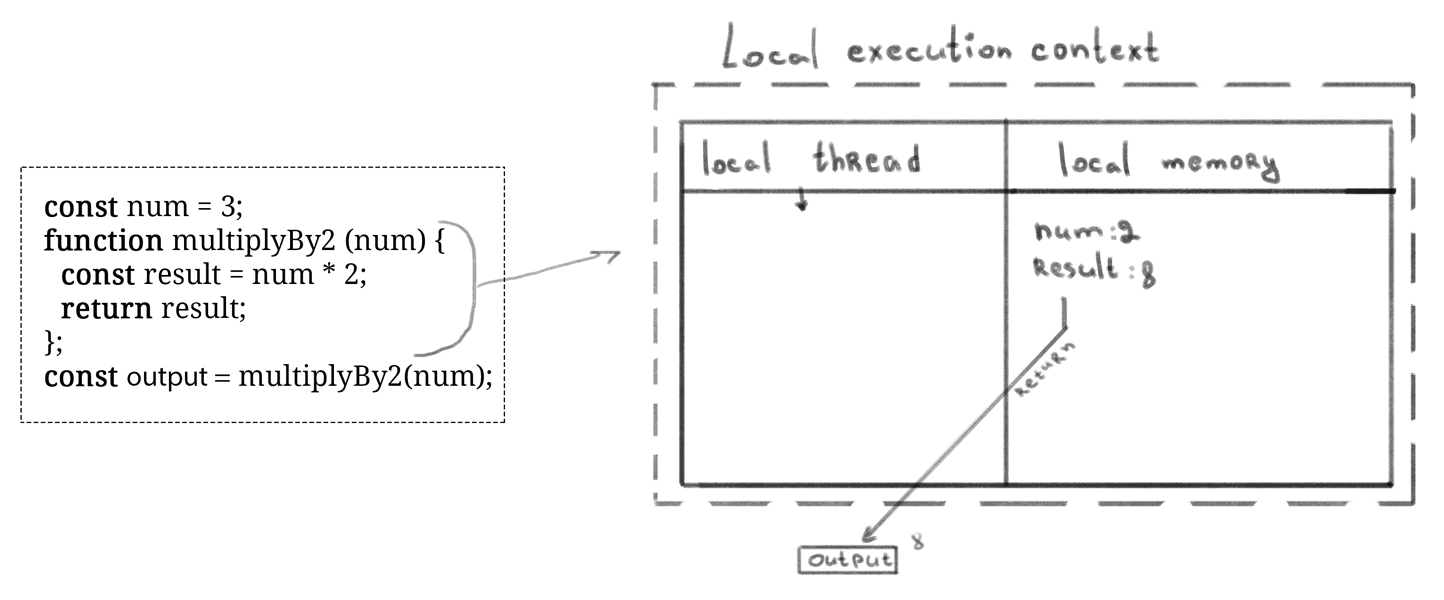 const num = 3;
function multiplyBy2 (num) {
const result = num * 2;
return result;
};
const output = multiplyBy2(num);
Local execution context
local thread
local memory
num:2
Result:8
Return
output
8